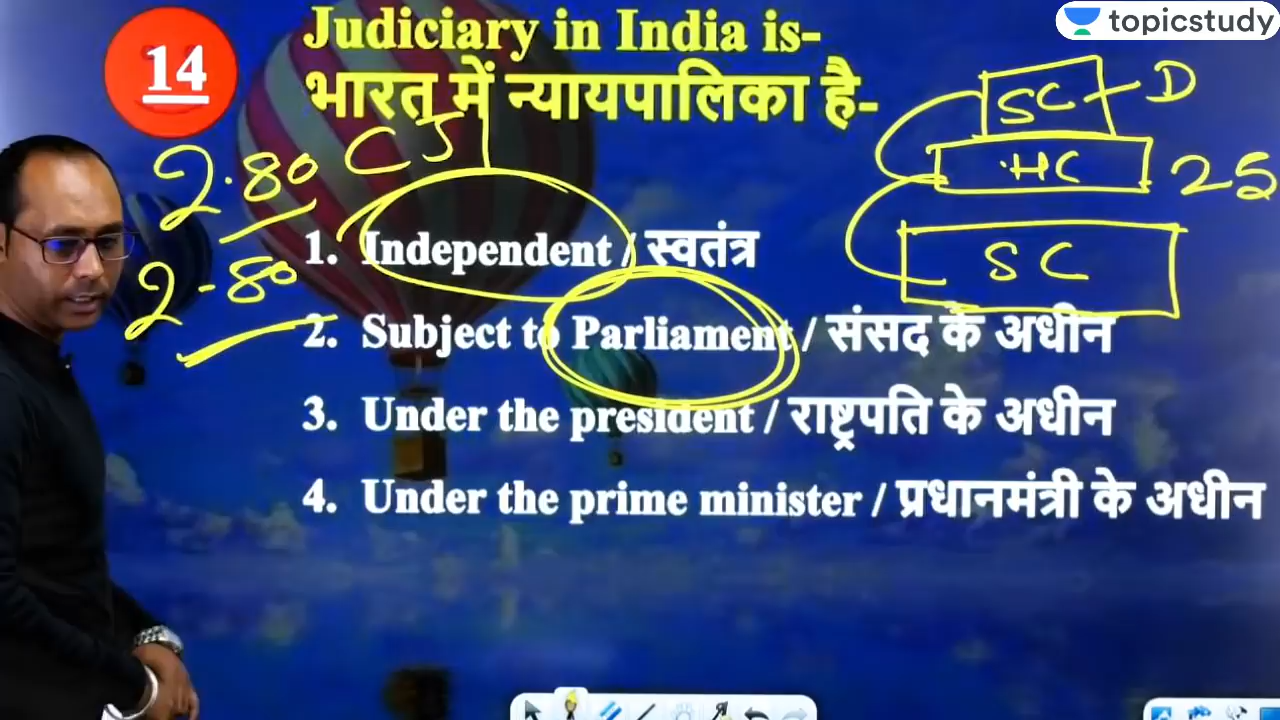 topicstudy
14
Judiciary in India is-
भारत में न्यायपालिका है-
SC D
HC 25
SC
2.80 CJI
2-80
1. Independent / स्वतंत्र
2. Subject to Parliament / संसद के अधीन
3. Under the president / राष्ट्रपति के अधीन
4. Under the prime minister / प्रधानमंत्री के अधीन